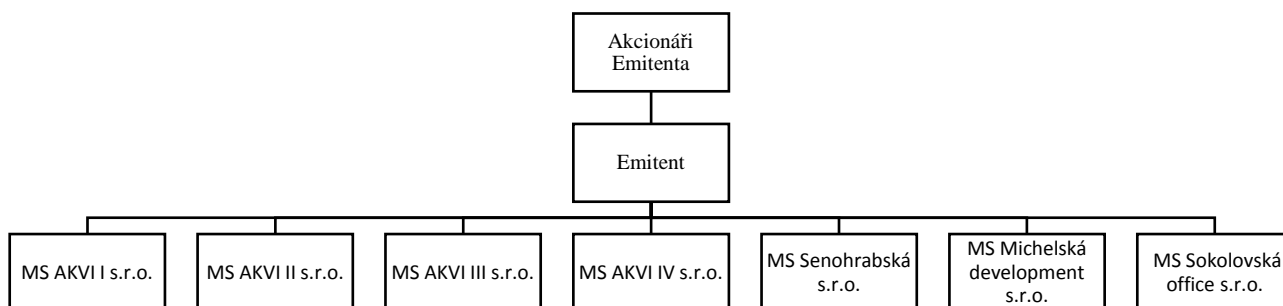 Akcionáři
Emitenta
Emitent
MS AKVI I s.r.o.
MS AKVI II s.r.o.
MS AKVI III s.r.o.
MS AKVI IV s.r.o.
MS Senohrabská
s.r.o.
MS Michelská
development
s.r.o.
MS Sokolovská
office s.r.o.